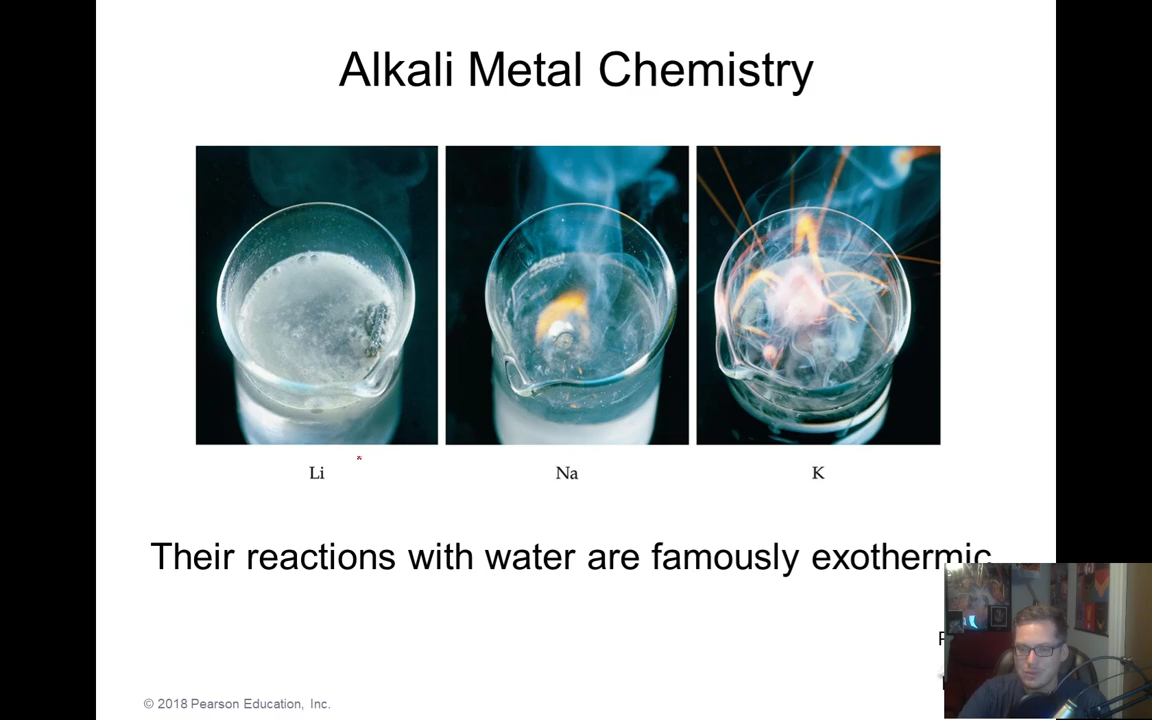 Alkali Metal Chemistry
Li
Na
K
Their reactions with water are famously exothermic.
© 2018 Pearson Education, Inc.